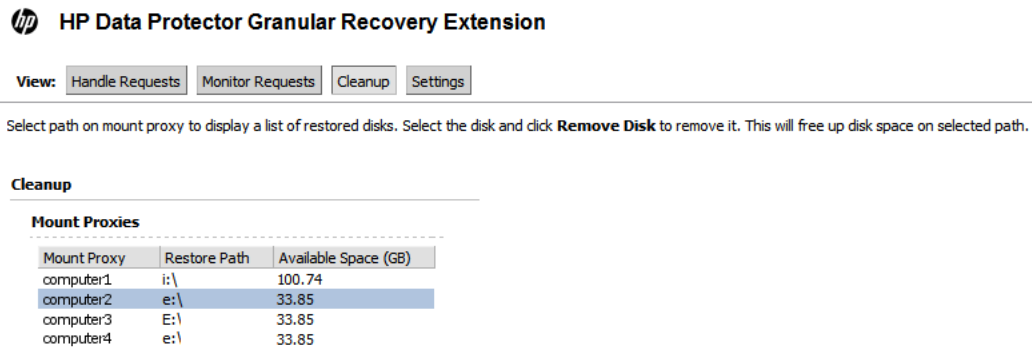 hp HP Data Protector Granular Recovery Extension
View: Handle Requests Monitor Requests Cleanup Settings
Select path on mount proxy to display a list of restored disks. Select the disk and click Remove Disk to remove it. This will free up disk space on selected path.
Cleanup
Mount Proxies
Mount Proxy Restore Path Available Space (GB)
computer1 i:\ 100.74
computer2 e:\ 33.85
computer3 E:\ 33.85
computer4 e:\ 33.85